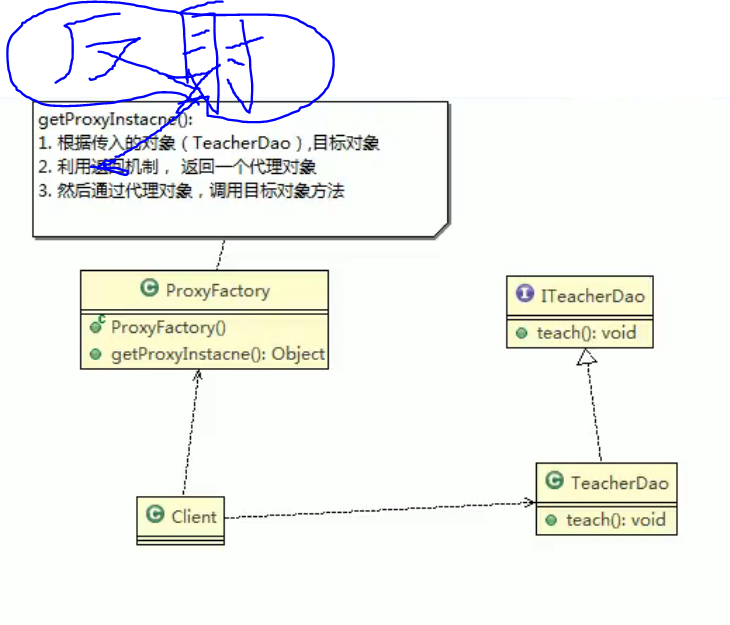 反射
getProxyInstacne():
1. 根据传入的对象（TeacherDao）,目标对象
2. 利用返回机制， 返回一个代理对象
3. 然后通过代理对象，调用目标对象方法
C ProxyFactory
C ProxyFactory()
getProxyInstacne(): Object
I ITeacherDao
teach(): void
C Client
C TeacherDao
teach(): void